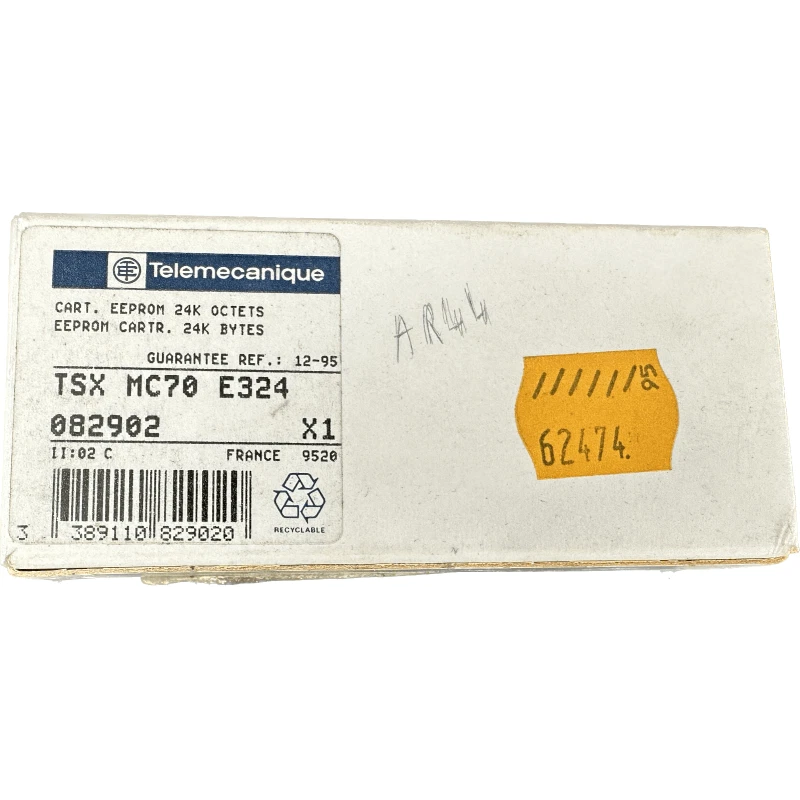 Telemecanique
CART. EEPROM 24K OCTETS
EEPROM CARTR. 24K BYTES
GUARANTEE REF.: 12-95
TSX MC70 E324
082902 X1
II:02 C FRANCE 9520
3 389110 829020
RECYCLABLE
AR44
//////95
62474.